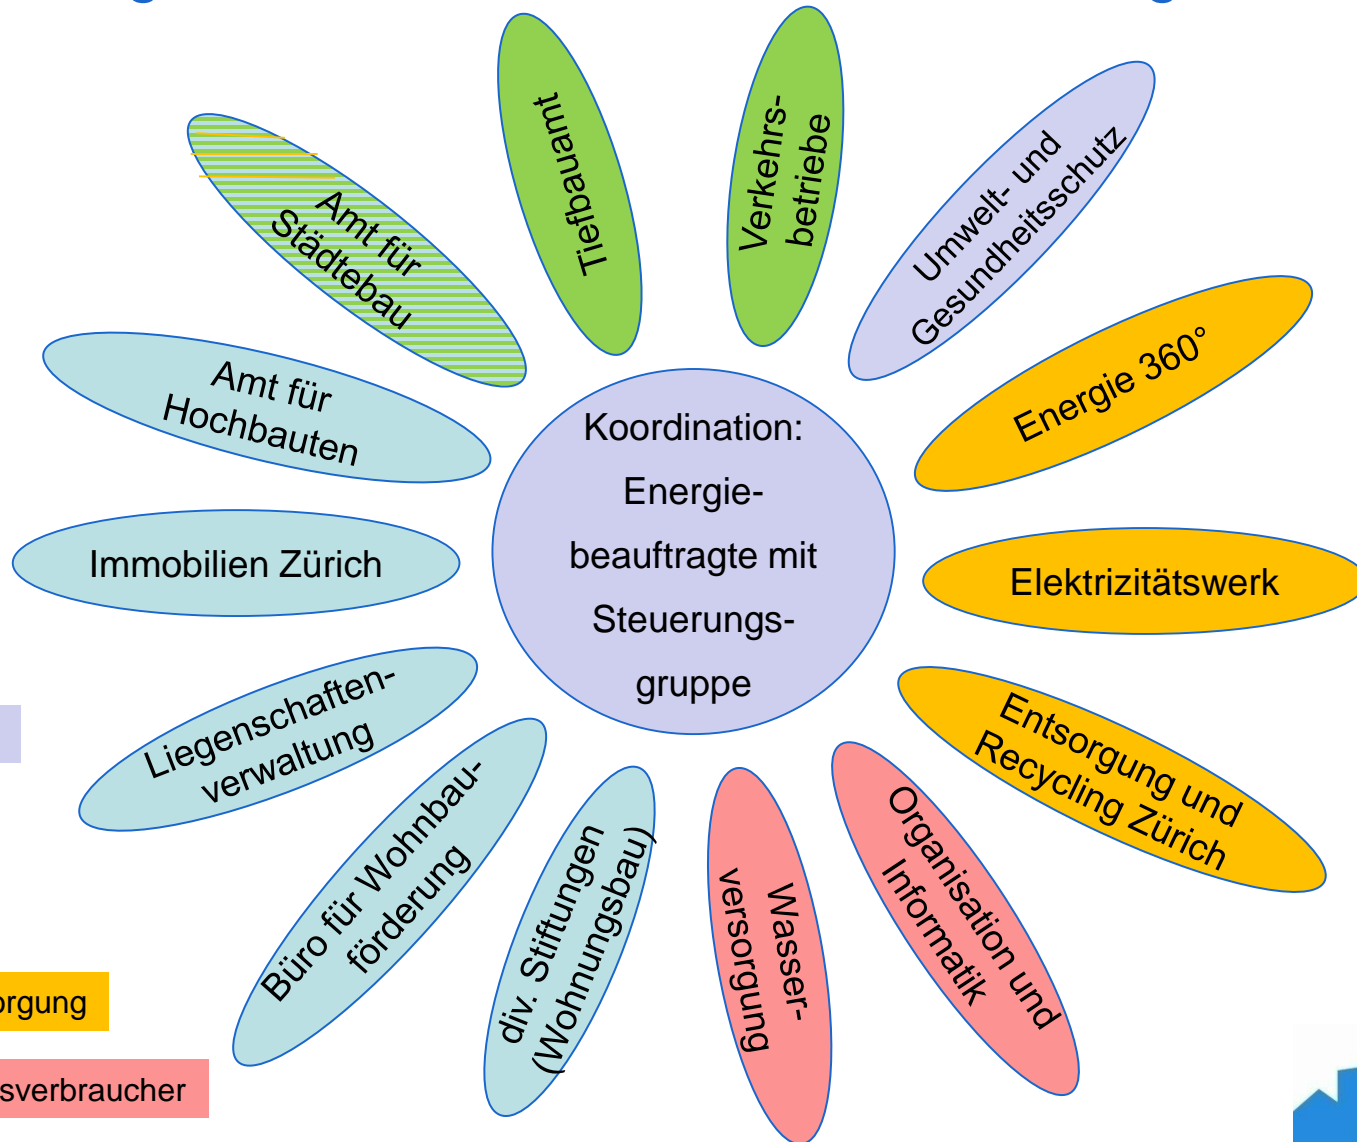 Tiefbauamt
Verkehrs-
betriebe
Umwelt- und
Gesundheitsschutz
Amt für
Städtebau
Energie 360°
Amt für
Hochbauten
Koordination:
Energie-
beauftragte mit
Steuerungs-
gruppe
Immobilien Zürich
Elektrizitätswerk
Liegenschaften-
verwaltung
Entsorgung und
Recycling Zürich
Büro für Wohnbau-
förderung
div. Stiftungen
(Wohnungsbau)
Wasser-
versorgung
Organisation und
Informatik
orgung
sverbraucher